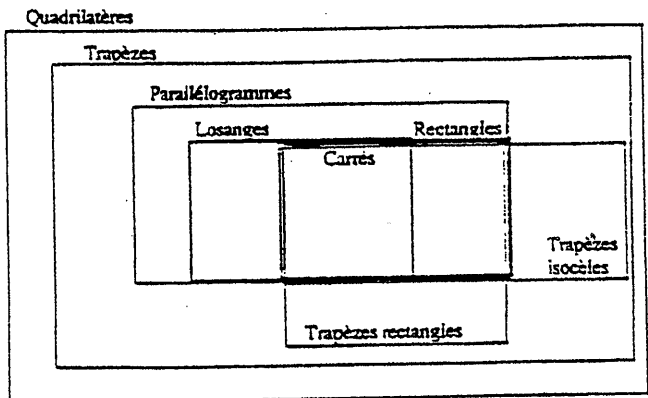 Quadrilatères
Trapèzes
Parallélogrammes
Losanges
Rectangles
Carrés
Trapèzes
isocèles
Trapèzes rectangles